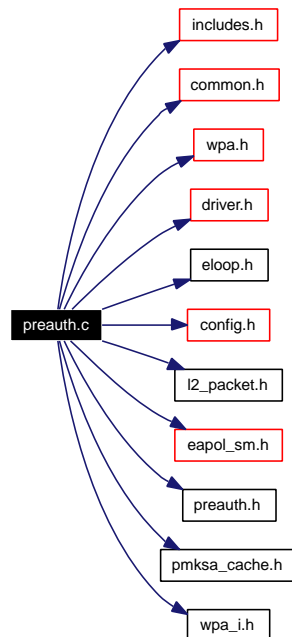 includes.h
common.h
wpa.h
driver.h
eloop.h
preauth.c
config.h
l2_packet.h
eapol_sm.h
preauth.h
pmksa_cache.h
wpa_i.h